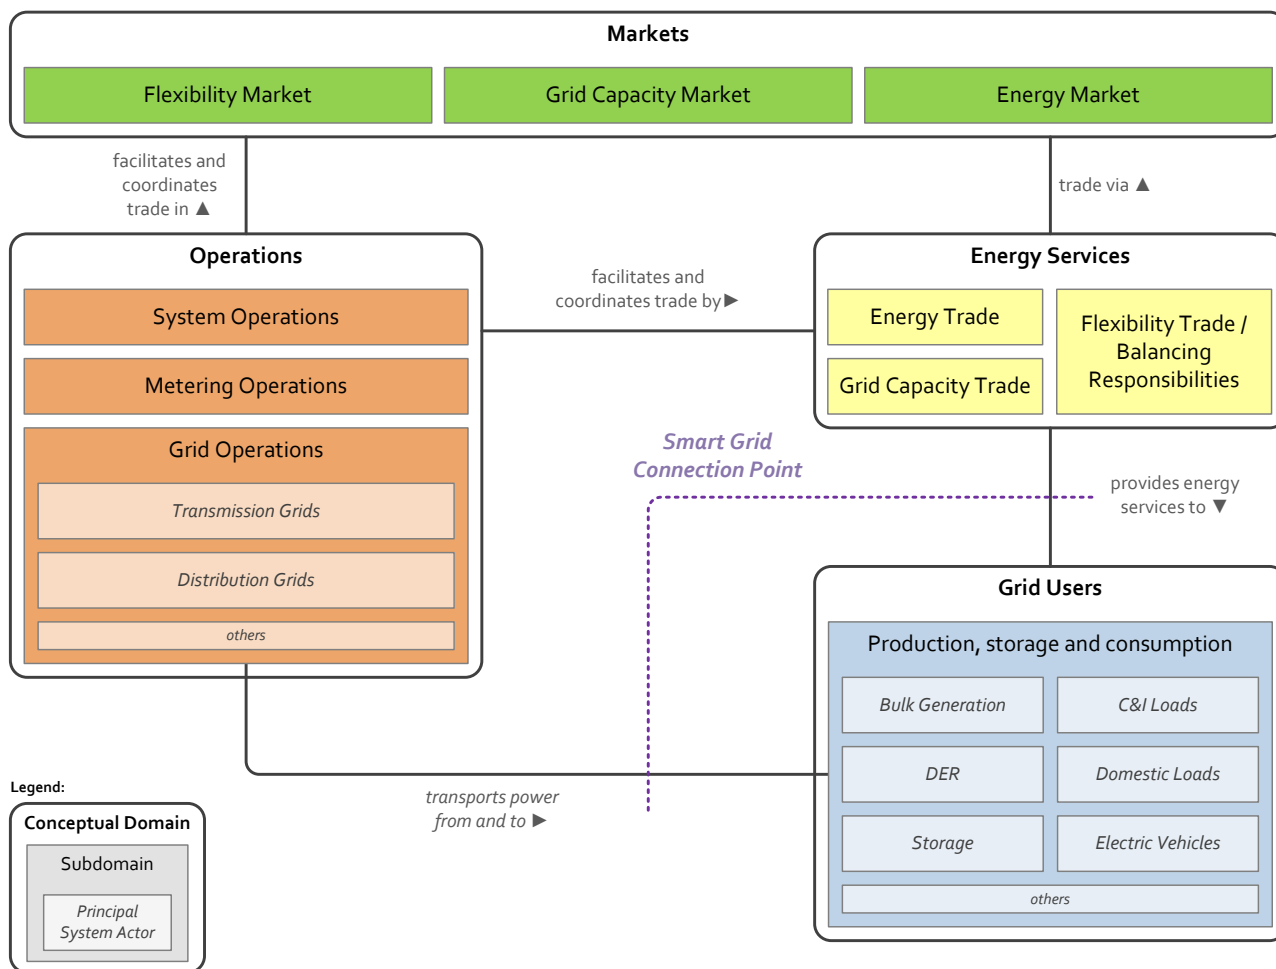 Markets
Flexibility Market
Grid Capacity Market
Energy Market
facilitates and
coordinates
trade in ▲
trade via ▲
Operations
System Operations
Metering Operations
Grid Operations
Transmission Grids
Distribution Grids
others
facilitates and
coordinates trade by ►
Energy Services
Energy Trade
Grid Capacity Trade
Flexibility Trade /
Balancing
Responsibilities
Smart Grid
Connection Point
provides energy
services to ▼
Grid Users
Production, storage and consumption
Bulk Generation
C&I Loads
DER
Domestic Loads
Storage
Electric Vehicles
others
transports power
from and to ►
Legend:
Conceptual Domain
Subdomain
Principal
System Actor